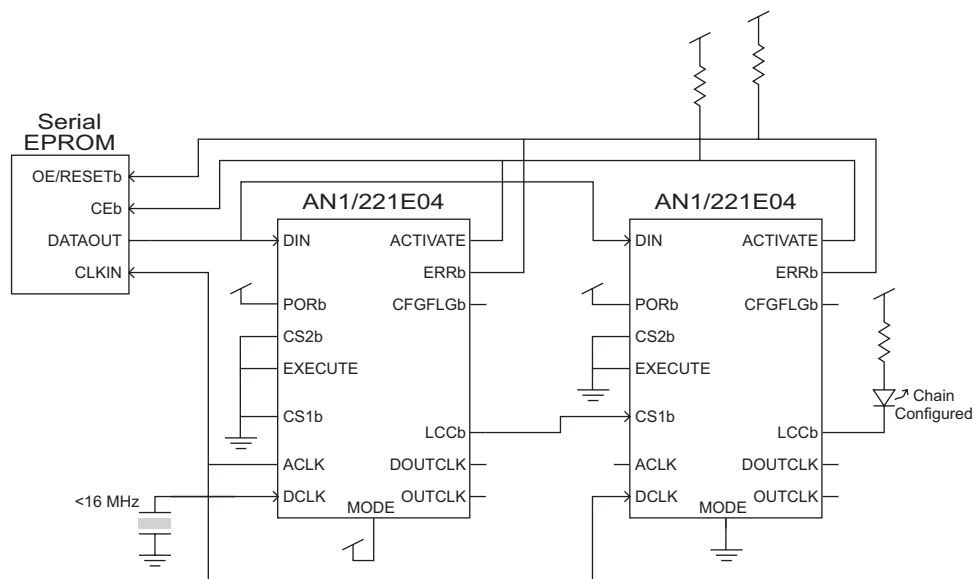 Serial
EPROM
OE/RESETb
CEb
DATAOUT
CLKIN
AN1/221E04
DIN
PORb
CS2b
EXECUTE
CS1b
ACLK
DCLK
ACTIVATE
ERRb
CFGFLGb
LCCb
DOUTCLK
OUTCLK
MODE
<16 MHz
AN1/221E04
DIN
PORb
CS2b
EXECUTE
CS1b
ACLK
DCLK
ACTIVATE
ERRb
CFGFLGb
LCCb
DOUTCLK
OUTCLK
MODE
Chain
Configured